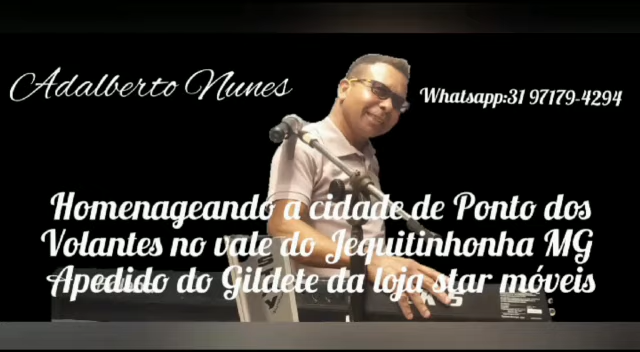 Adalberto Nunes
Whatsapp:31 97179-4294
Homenageando a cidade de Ponto dos
Volantes no vale do Jequitinhonha MG
Apedido do Gildete da loja star móveis